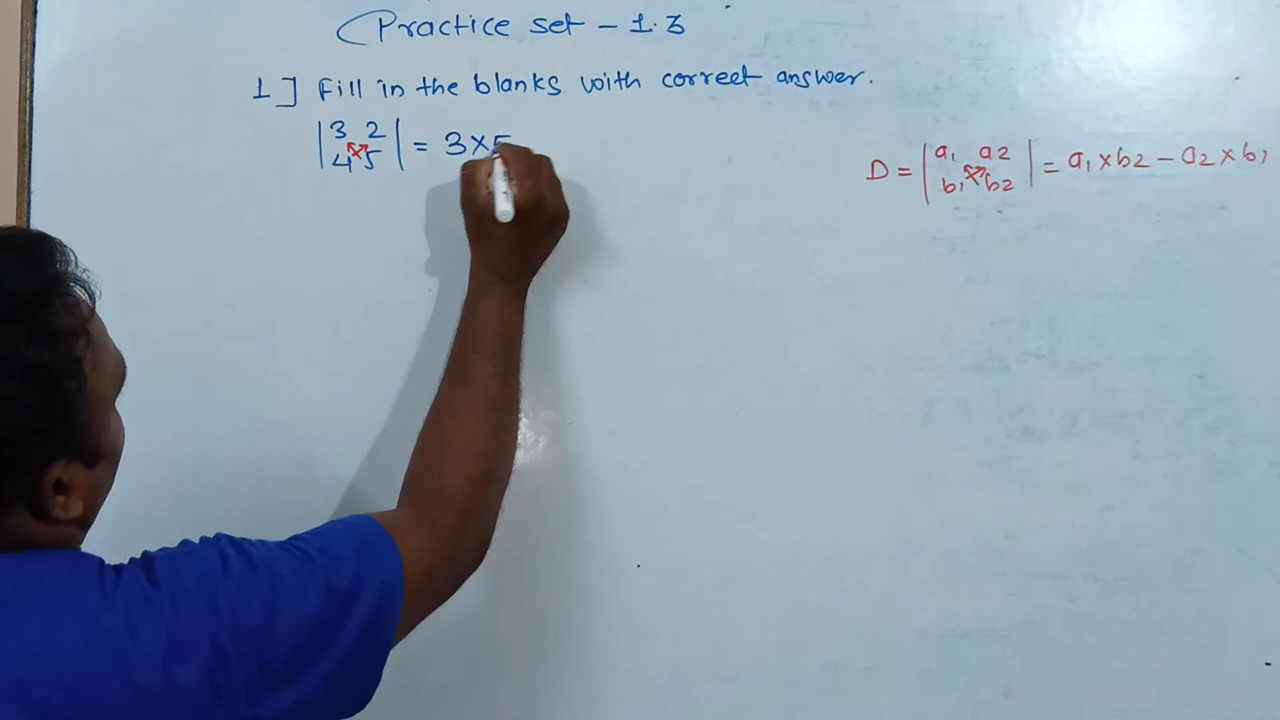 Practice set - 1.3
1] Fill in the blanks with correct answer.
|3 2| = 3×5
|4 5|
D = |a₁ a2| = a₁×b2 - a₂×b₁
|b₁ b2|